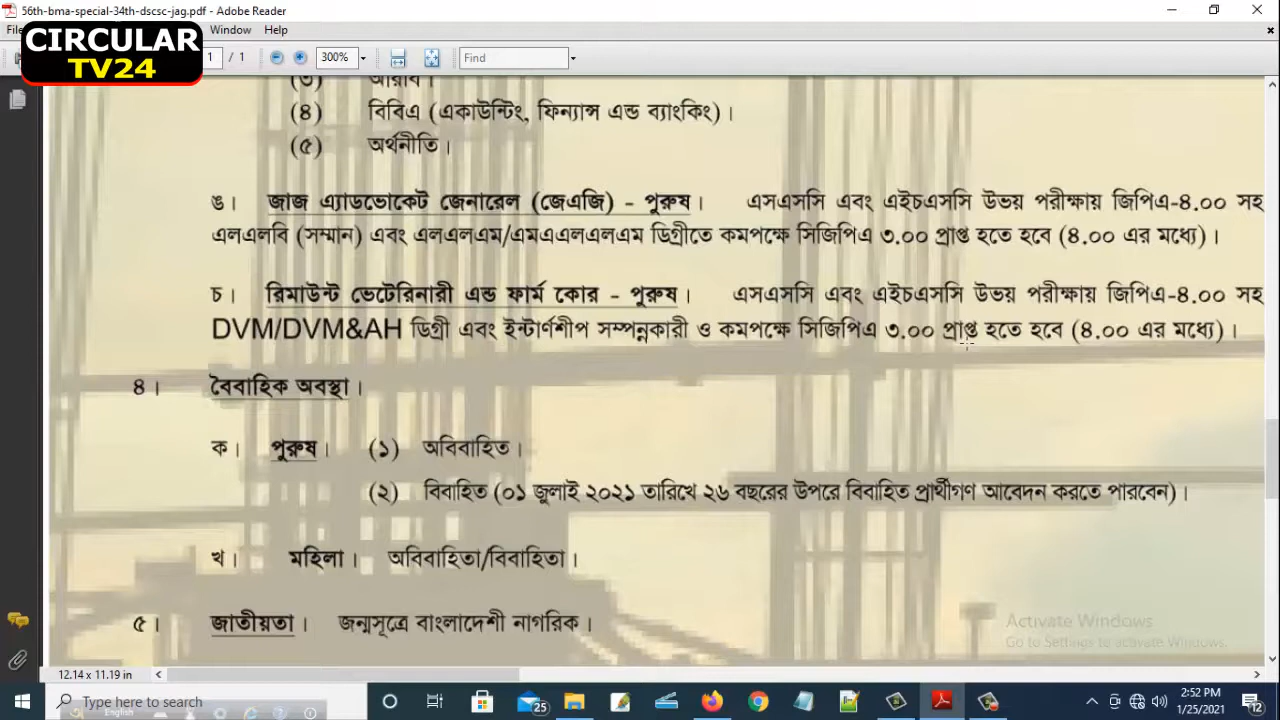 56th-bma-special-34th-dscsc-jag.pdf - Adobe Reader
Window Help
CIRCULAR
TV24
1 / 1 300% Find
(৩) আরবি।
(৪) বিবিএ (একাউন্টিং, ফিন্যান্স এন্ড ব্যাংকিং)।
(৫) অর্থনীতি।
ঙ। জাজ এ্যাডভোকেট জেনারেল (জেএজি) - পুরুষ। এসএসসি এবং এইচএসসি উভয় পরীক্ষায় জিপিএ-৪.০০ সহ
এলএলবি (সম্মান) এবং এলএলএম/এমএএলএলএম ডিগ্রীতে কমপক্ষে সিজিপিএ ৩.০০ প্রাপ্ত হতে হবে (৪.০০ এর মধ্যে)।
চ। রিমাউন্ট ভেটেরিনারী এন্ড ফার্ম কোর - পুরুষ। এসএসসি এবং এইচএসসি উভয় পরীক্ষায় জিপিএ-৪.০০ সহ
DVM/DVM&AH ডিগ্রী এবং ইন্টার্ণশীপ সম্পন্নকারী ও কমপক্ষে সিজিপিএ ৩.০০ প্রাপ্ত হতে হবে (৪.০০ এর মধ্যে)।
৪। বৈবাহিক অবস্থা।
ক। পুরুষ। (১) অবিবাহিত।
(২) বিবাহিত (০১ জুলাই ২০২১ তারিখে ২৬ বছরের উপরে বিবাহিত প্রার্থীগণ আবেদন করতে পারবেন)।
খ। মহিলা। অবিবাহিতা/বিবাহিতা।
৫। জাতীয়তা। জন্মসূত্রে বাংলাদেশী নাগরিক।
Activate Windows
Go to Settings to activate Windows.
12.14 x 11.19 in
Type here to search
25
2:52 PM
1/25/2021
12
English